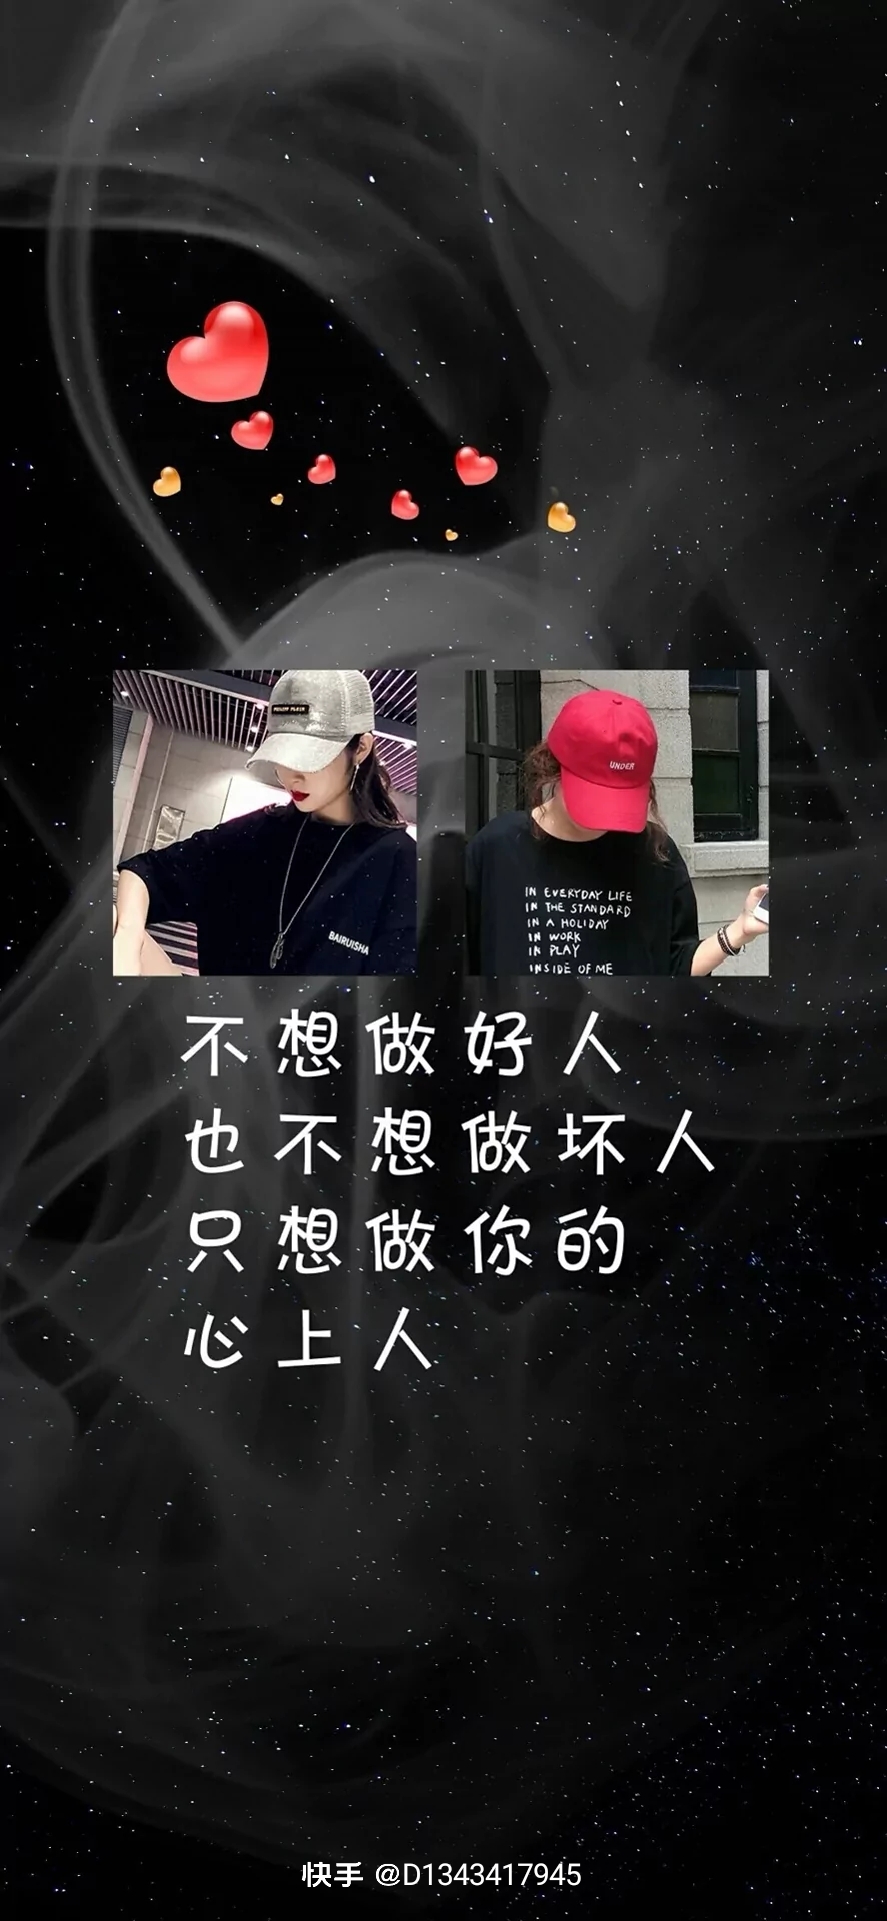 BAIRUISHA
UNDER
IN EVERYDAY LIFE
IN THE STANDARD
IN A HOLIDAY
IN WORK
IN PLAY
INSIDE OF ME
不想做好人
也不想做坏人
只想做你的
心上人
快手 @D1343417945